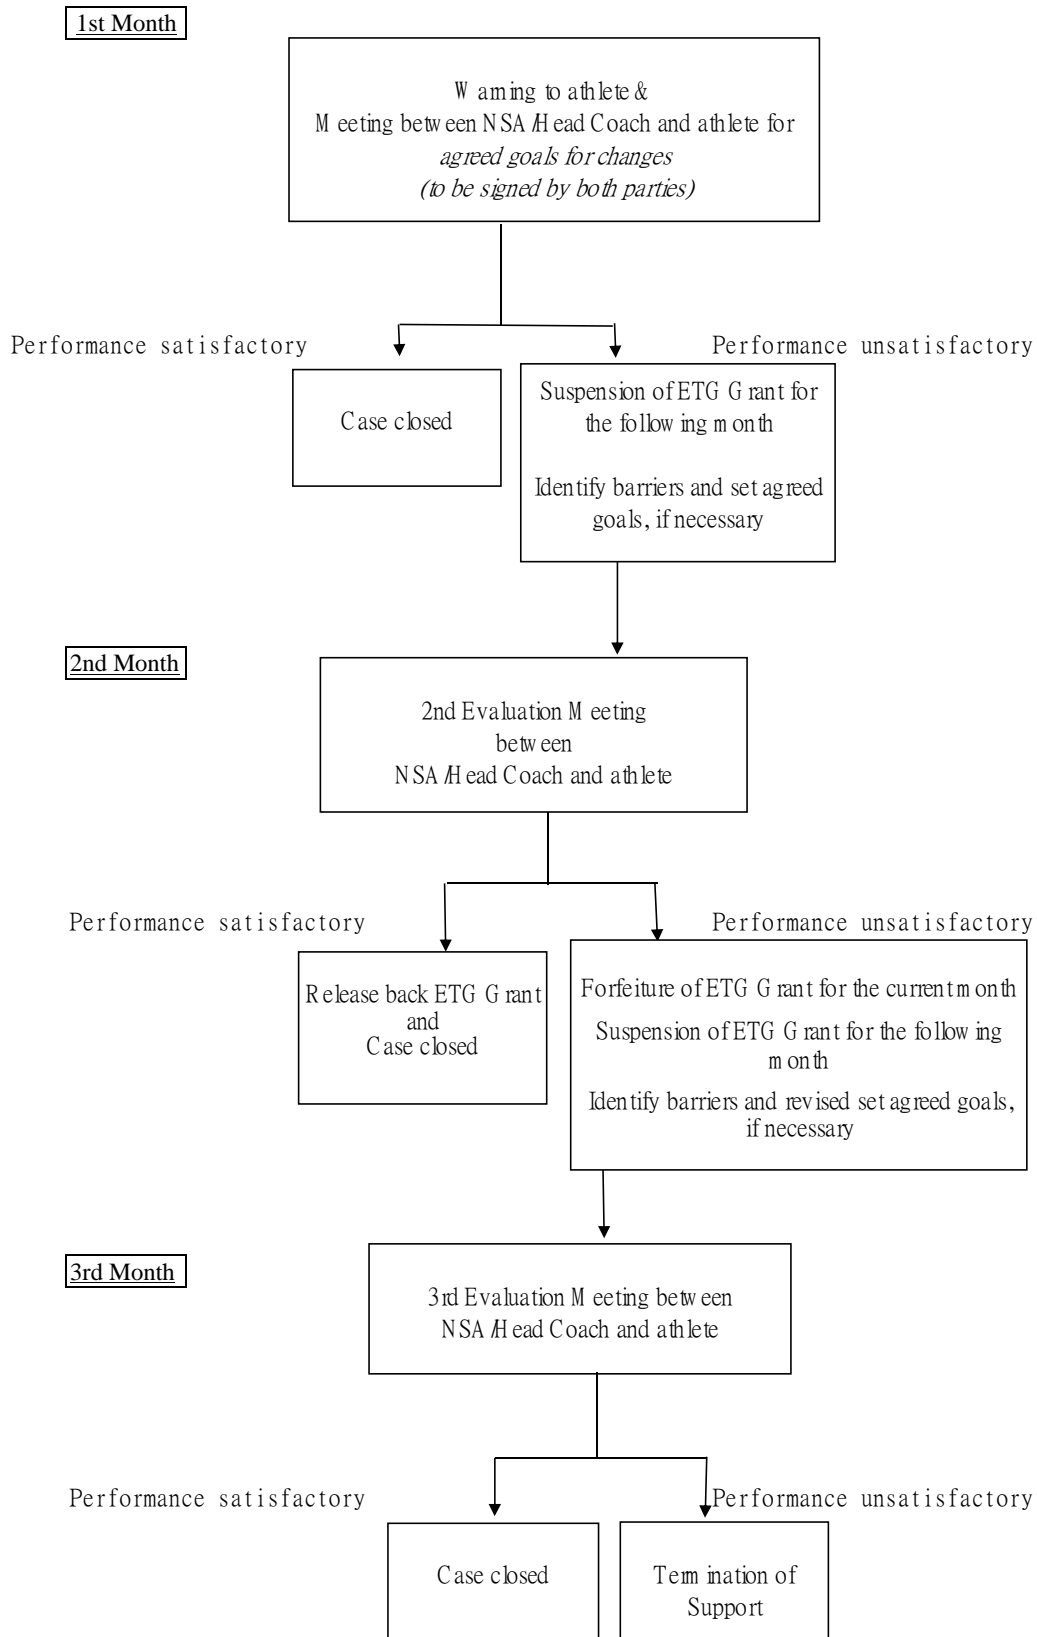 1st Month
Warning to athlete &
Meeting between NSA/Head Coach and athlete for
agreed goals for changes
(to be signed by both parties)
Performance satisfactory
Performance unsatisfactory
Case closed
Suspension of ETG Grant for
the following month
Identify barriers and set agreed
goals, if necessary
2nd Month
2nd Evaluation Meeting
between
NSA/Head Coach and athlete
Performance satisfactory
Performance unsatisfactory
Release back ETG Grant
and
Case closed
Forfeiture of ETG Grant for the current month
Suspension of ETG Grant for the following
month
Identify barriers and revised set agreed goals,
if necessary
3rd Month
3rd Evaluation Meeting between
NSA/Head Coach and athlete
Performance satisfactory
Performance unsatisfactory
Case closed
Termination of
Support